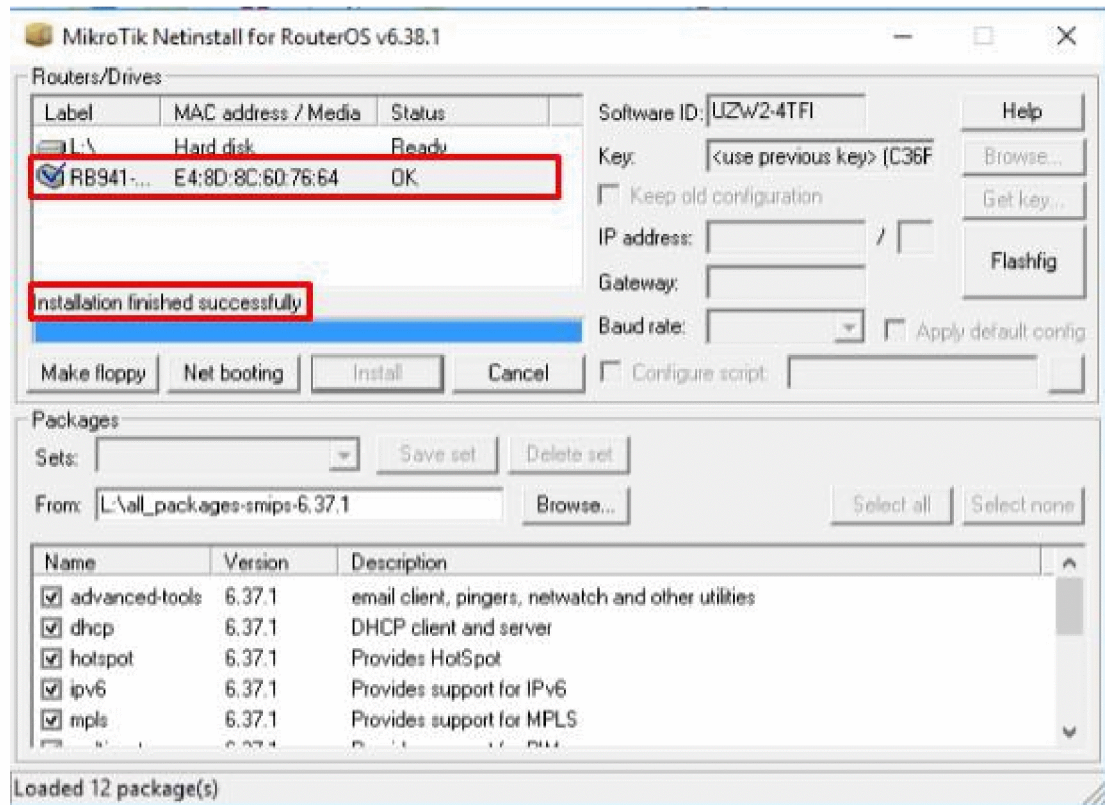 MikroTik Netinstall for RouterOS v6.38.1
Routers/Drives
Label MAC address / Media Status
L:\ Hard disk Ready
RB941-... E4:8D:8C:60:76:64 OK
Installation finished successfully
Make floppy Net booting Install Cancel
Software ID: UZW2-4TFI Help
Key: <use previous key> (C36F Browse...
Keep old configuration Get key...
IP address: /
Flashfig
Gateway:
Baud rate: Apply default config
Configure script:
Packages
Sets: Save set Delete set
From: L:\all_packages-smips-6.37.1 Browse... Select all Select none
Name Version Description
advanced-tools 6.37.1 email client, pingers, netwatch and other utilities
dhcp 6.37.1 DHCP client and server
hotspot 6.37.1 Provides HotSpot
ipv6 6.37.1 Provides support for IPv6
mpls 6.37.1 Provides support for MPLS
Loaded 12 package(s)